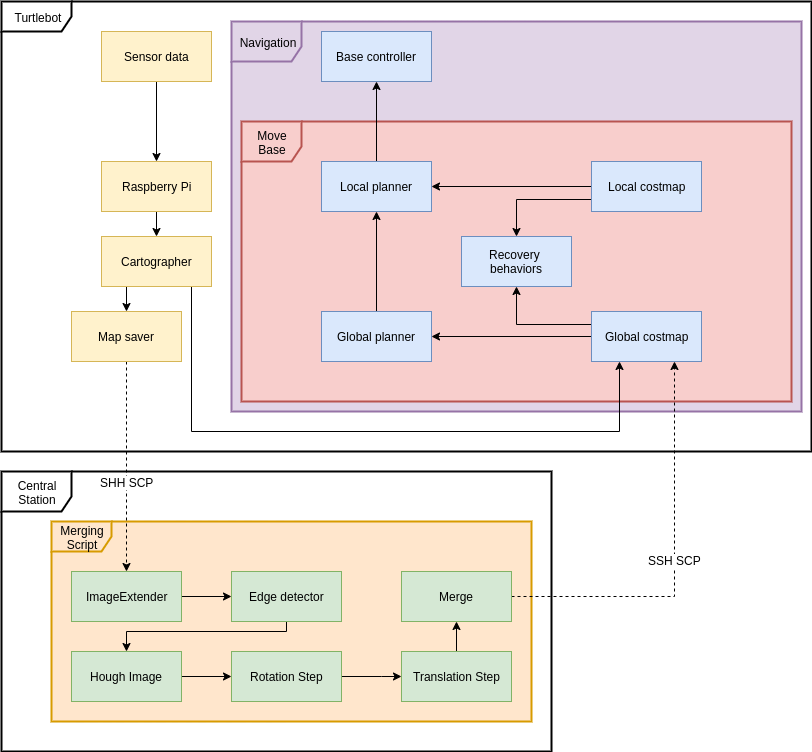 Turtlebot
Sensor data
Navigation
Base controller
Move
Base
Raspberry Pi
Local planner
Local costmap
Cartographer
Recovery
behaviors
Map saver
Global planner
Global costmap
Central
Station
SHH SCP
Merging
Script
SSH SCP
ImageExtender
Edge detector
Merge
Hough Image
Rotation Step
Translation Step